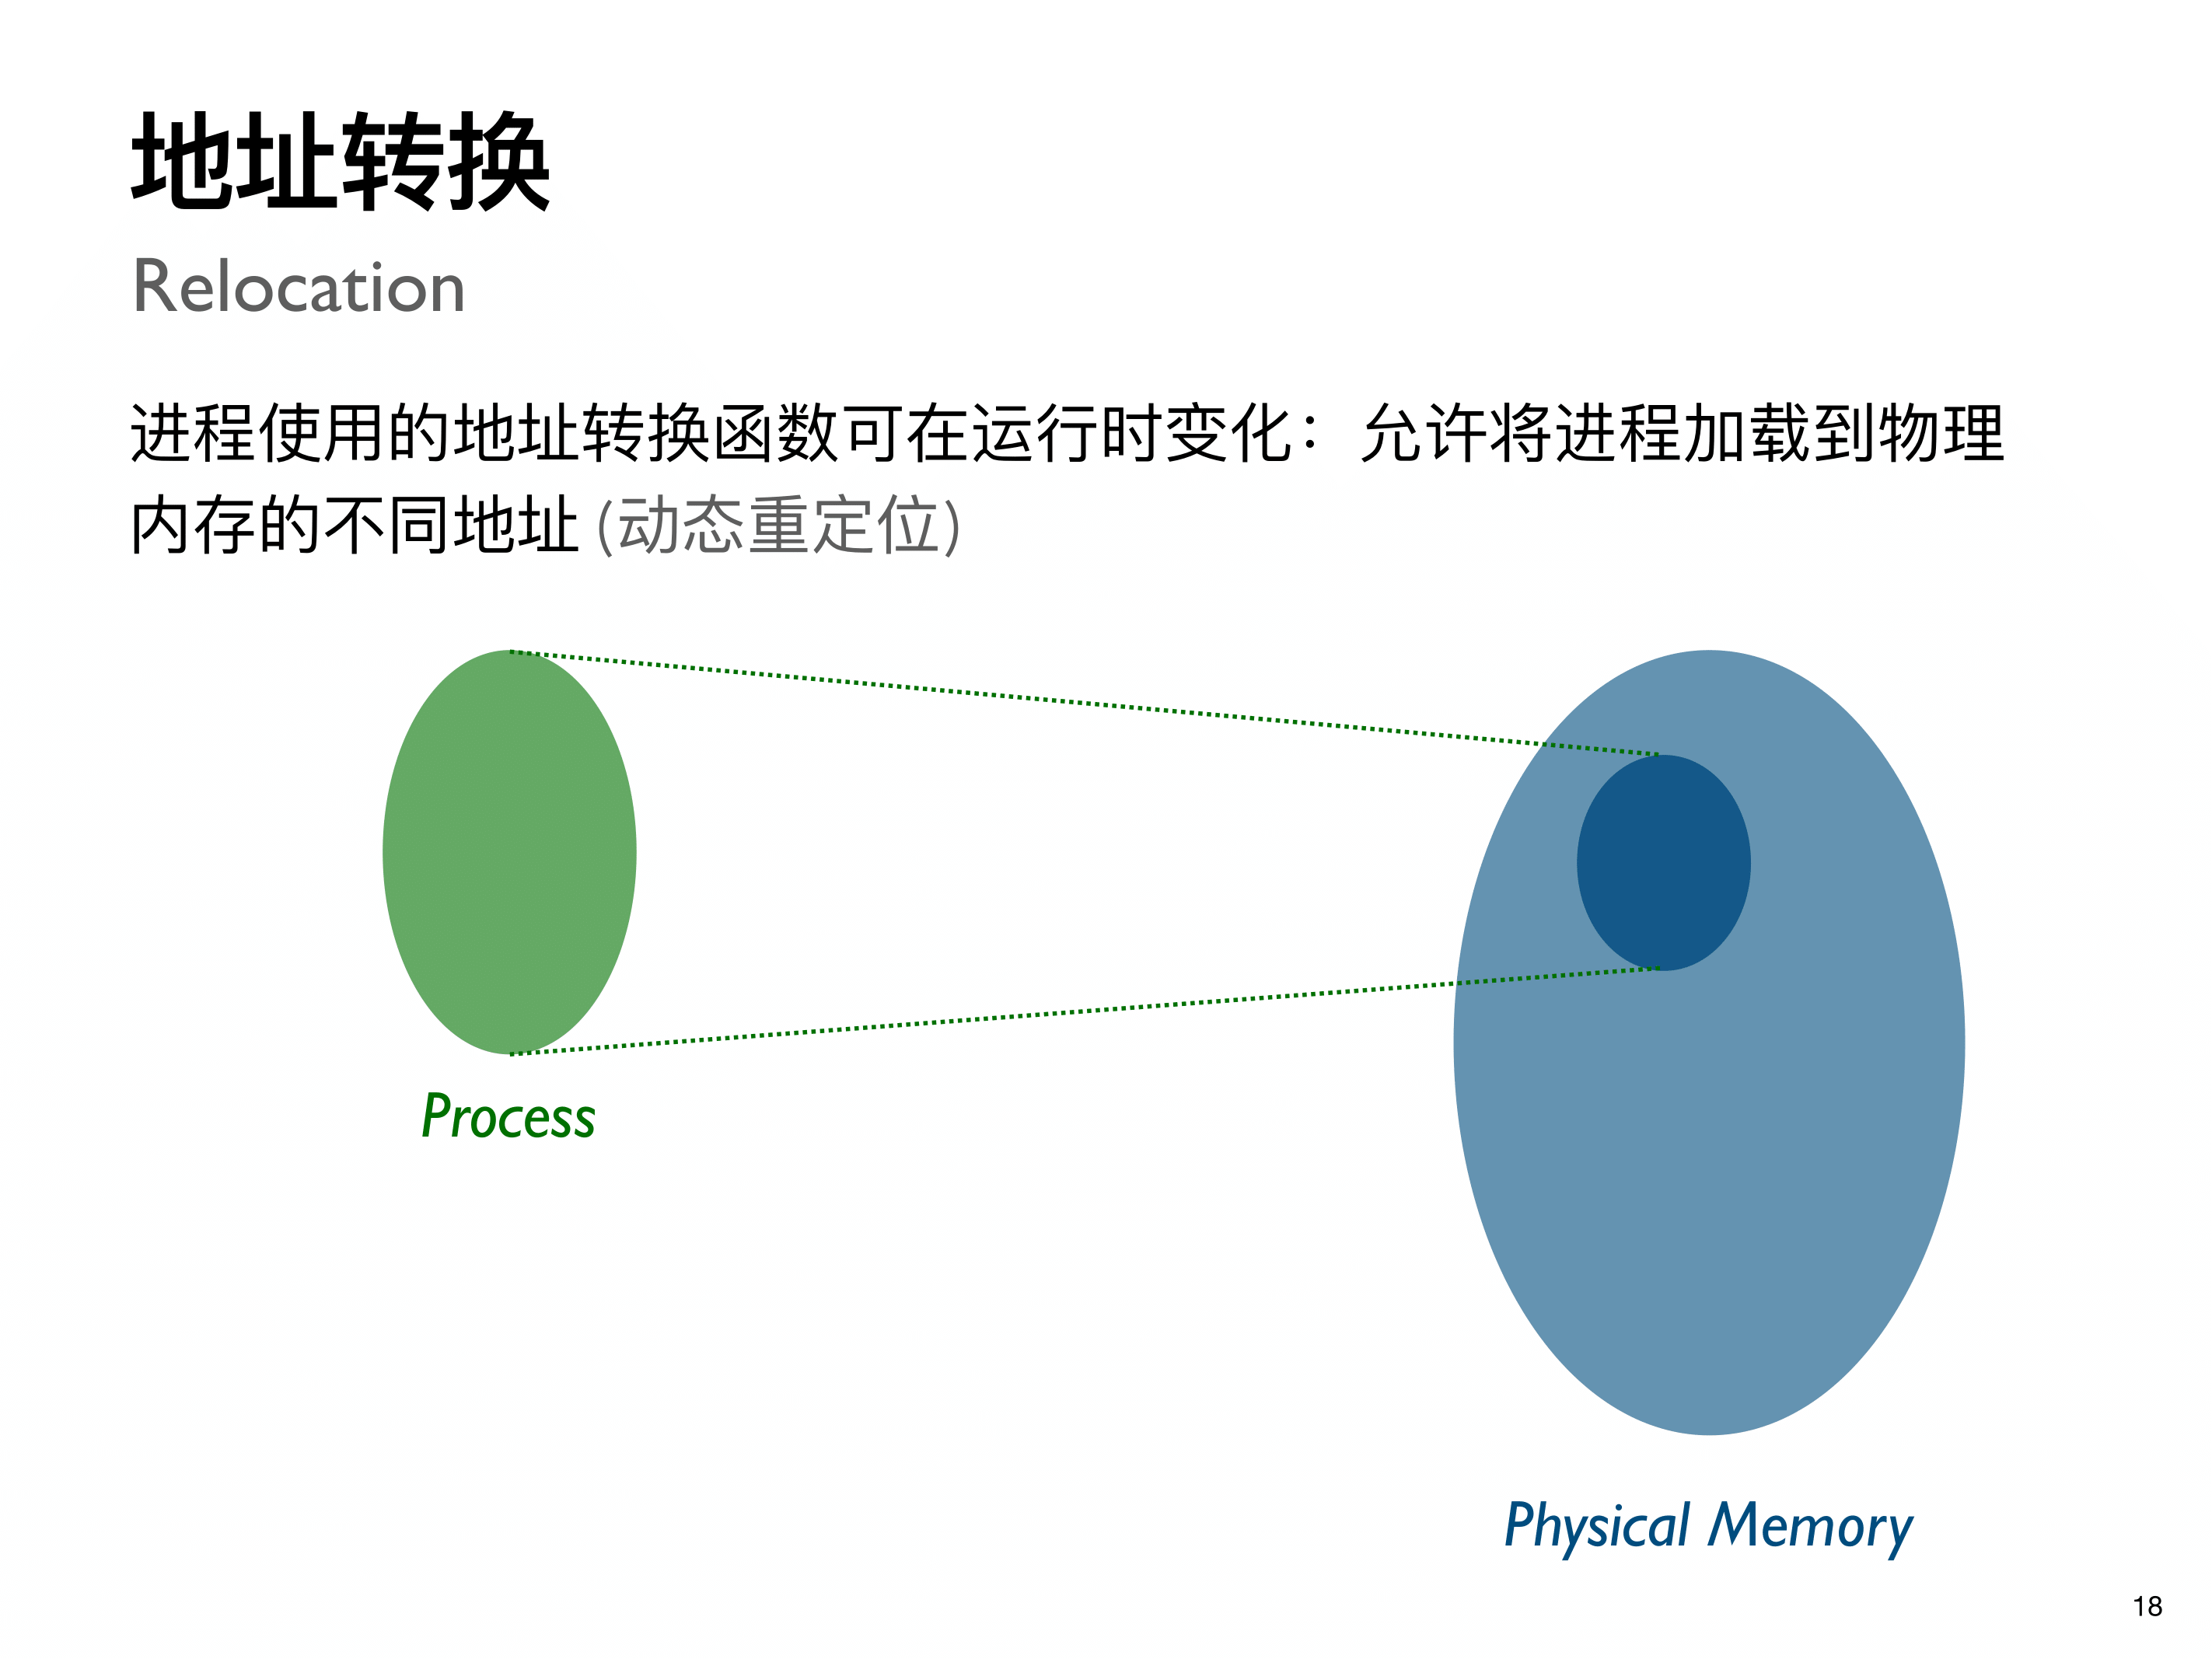 地址转换
Relocation
进程使用的地址转换函数可在运行时变化：允许将进程加载到物理
内存的不同地址 (动态重定位)
Process
Physical Memory
18